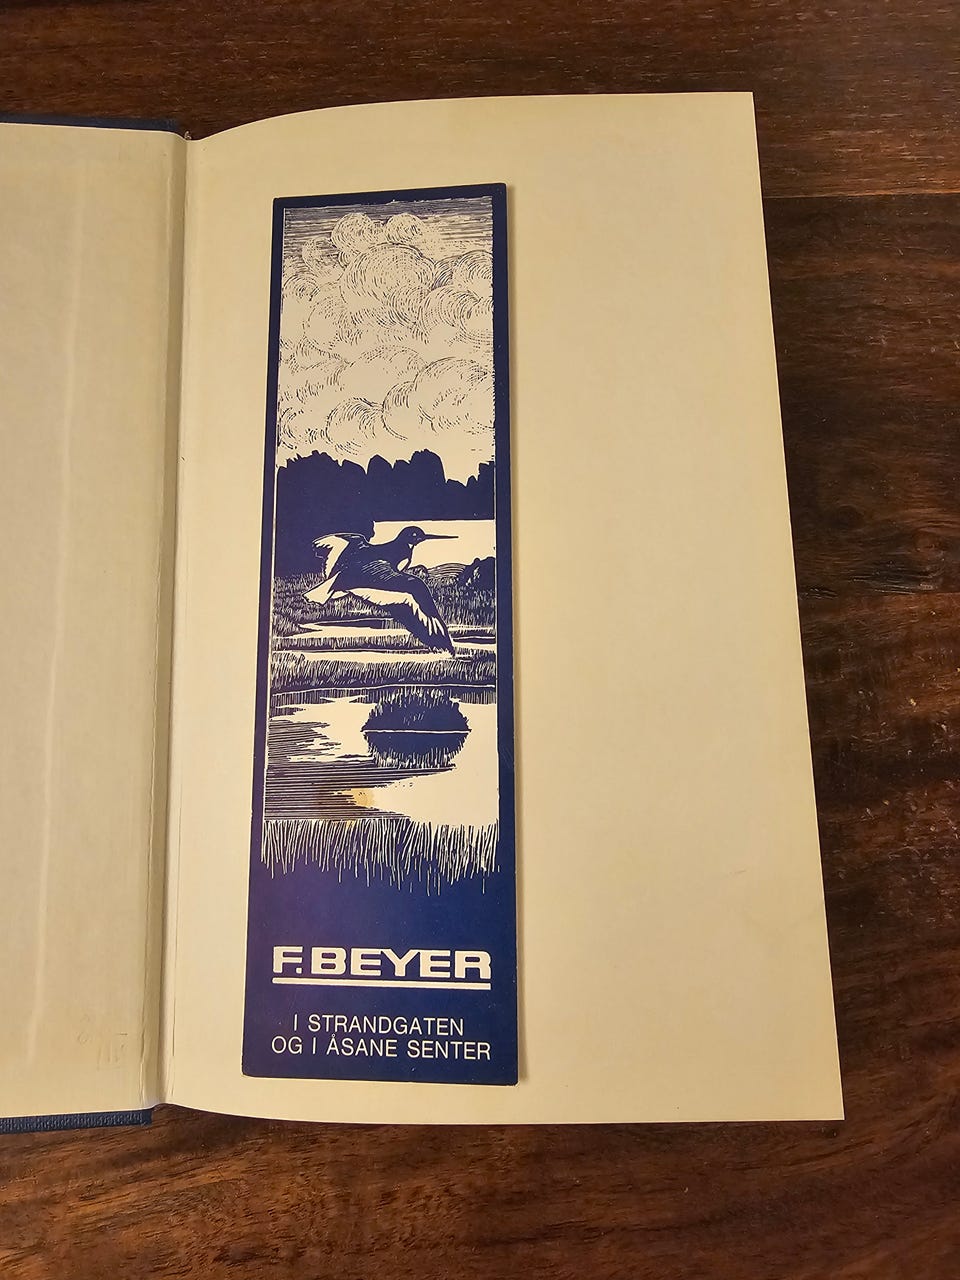 F. BEYER
I STRANDGATEN
OG I ÅSANE SENTER